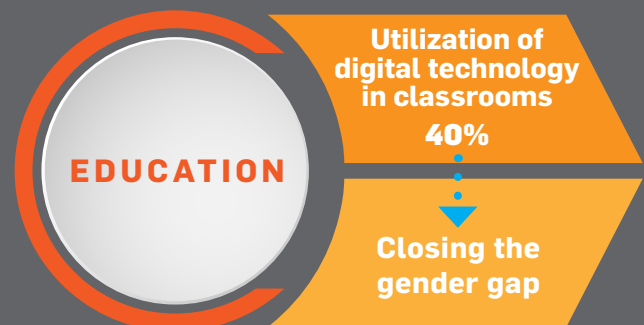 EDUCATION
Utilization of
digital technology
in classrooms
40%
Closing the
gender gap